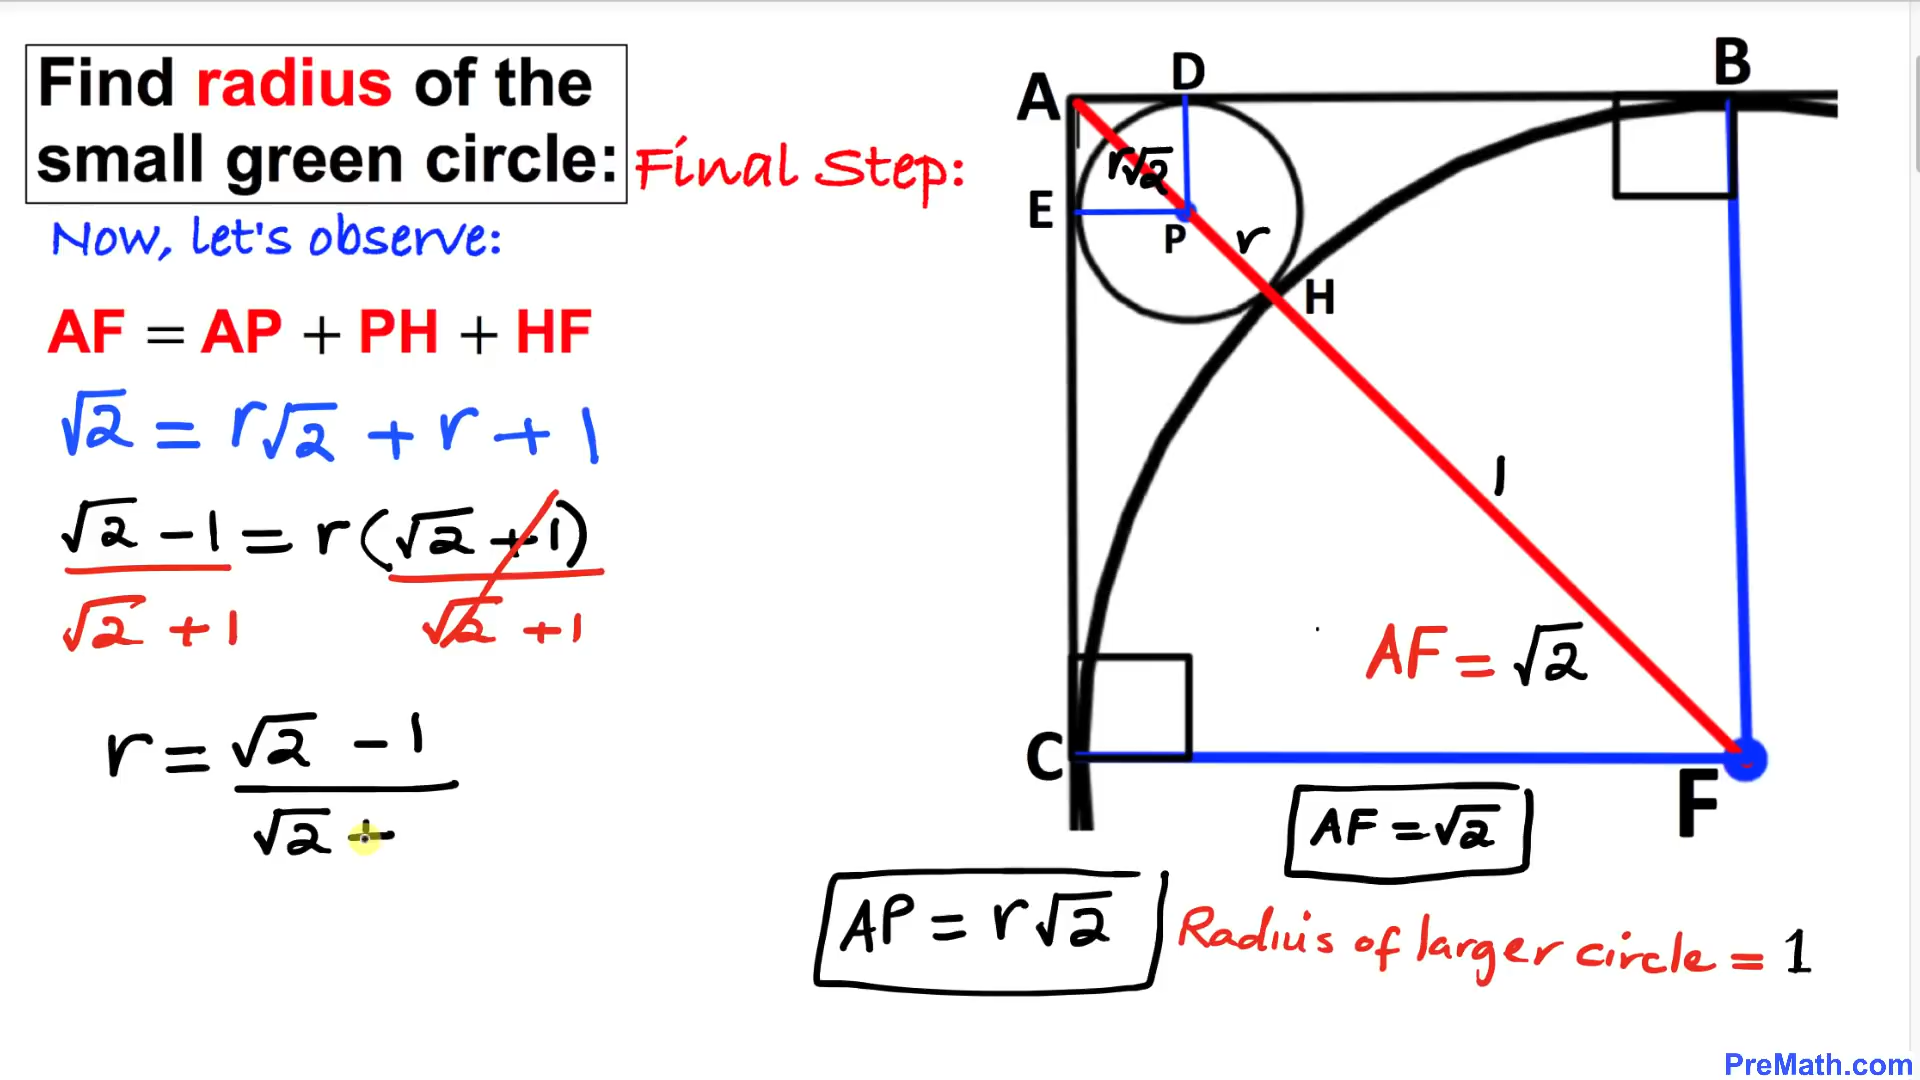 Find radius of the
small green circle:
Final Step:
Now, let's observe:
AF = AP + PH + HF
√2 = r√2 + r + 1
√2 - 1 = r(√2 + 1)
√2 + 1 √2 + 1
r = √2 - 1
√2 +
A
D
B
r√2
E
P
r
H
1
AF = √2
C
F
AF = √2
AP = r√2
Radius of larger circle = 1
PreMath.com